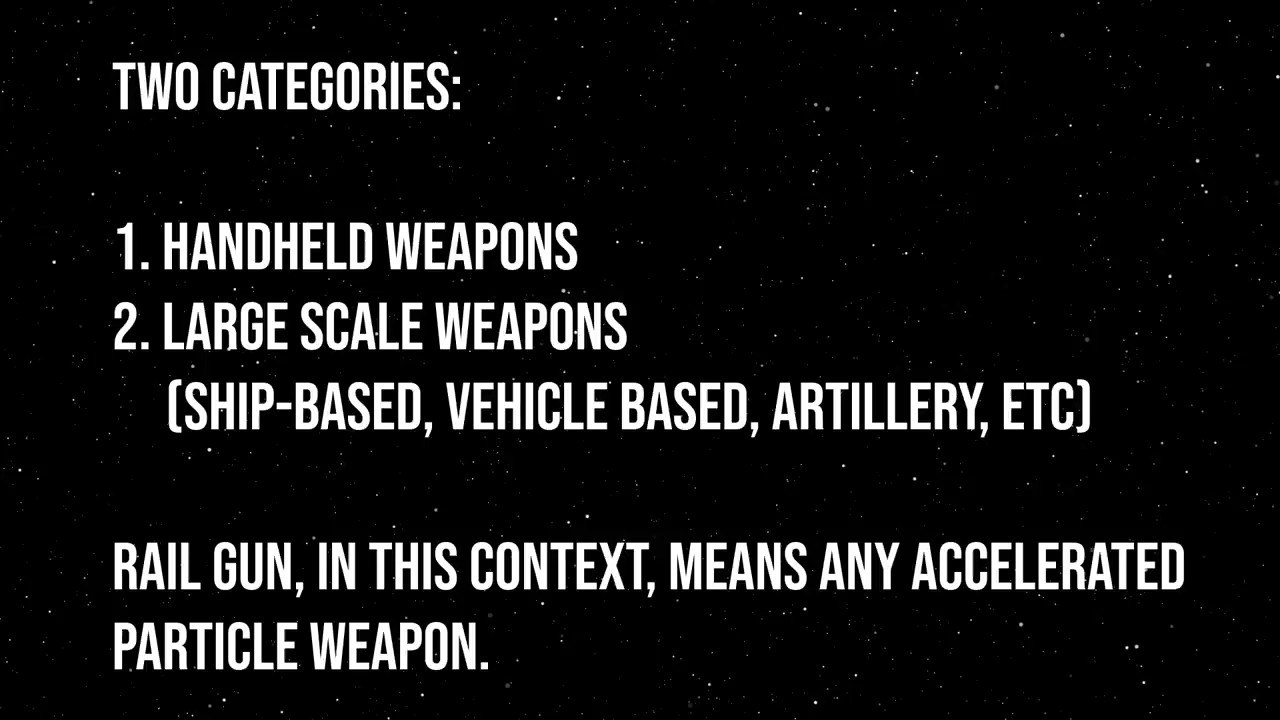 TWO CATEGORIES:
1. HANDHELD WEAPONS
2. LARGE SCALE WEAPONS
(SHIP-BASED, VEHICLE BASED, ARTILLERY, ETC)
RAIL GUN, IN THIS CONTEXT, MEANS ANY ACCELERATED
PARTICLE WEAPON.